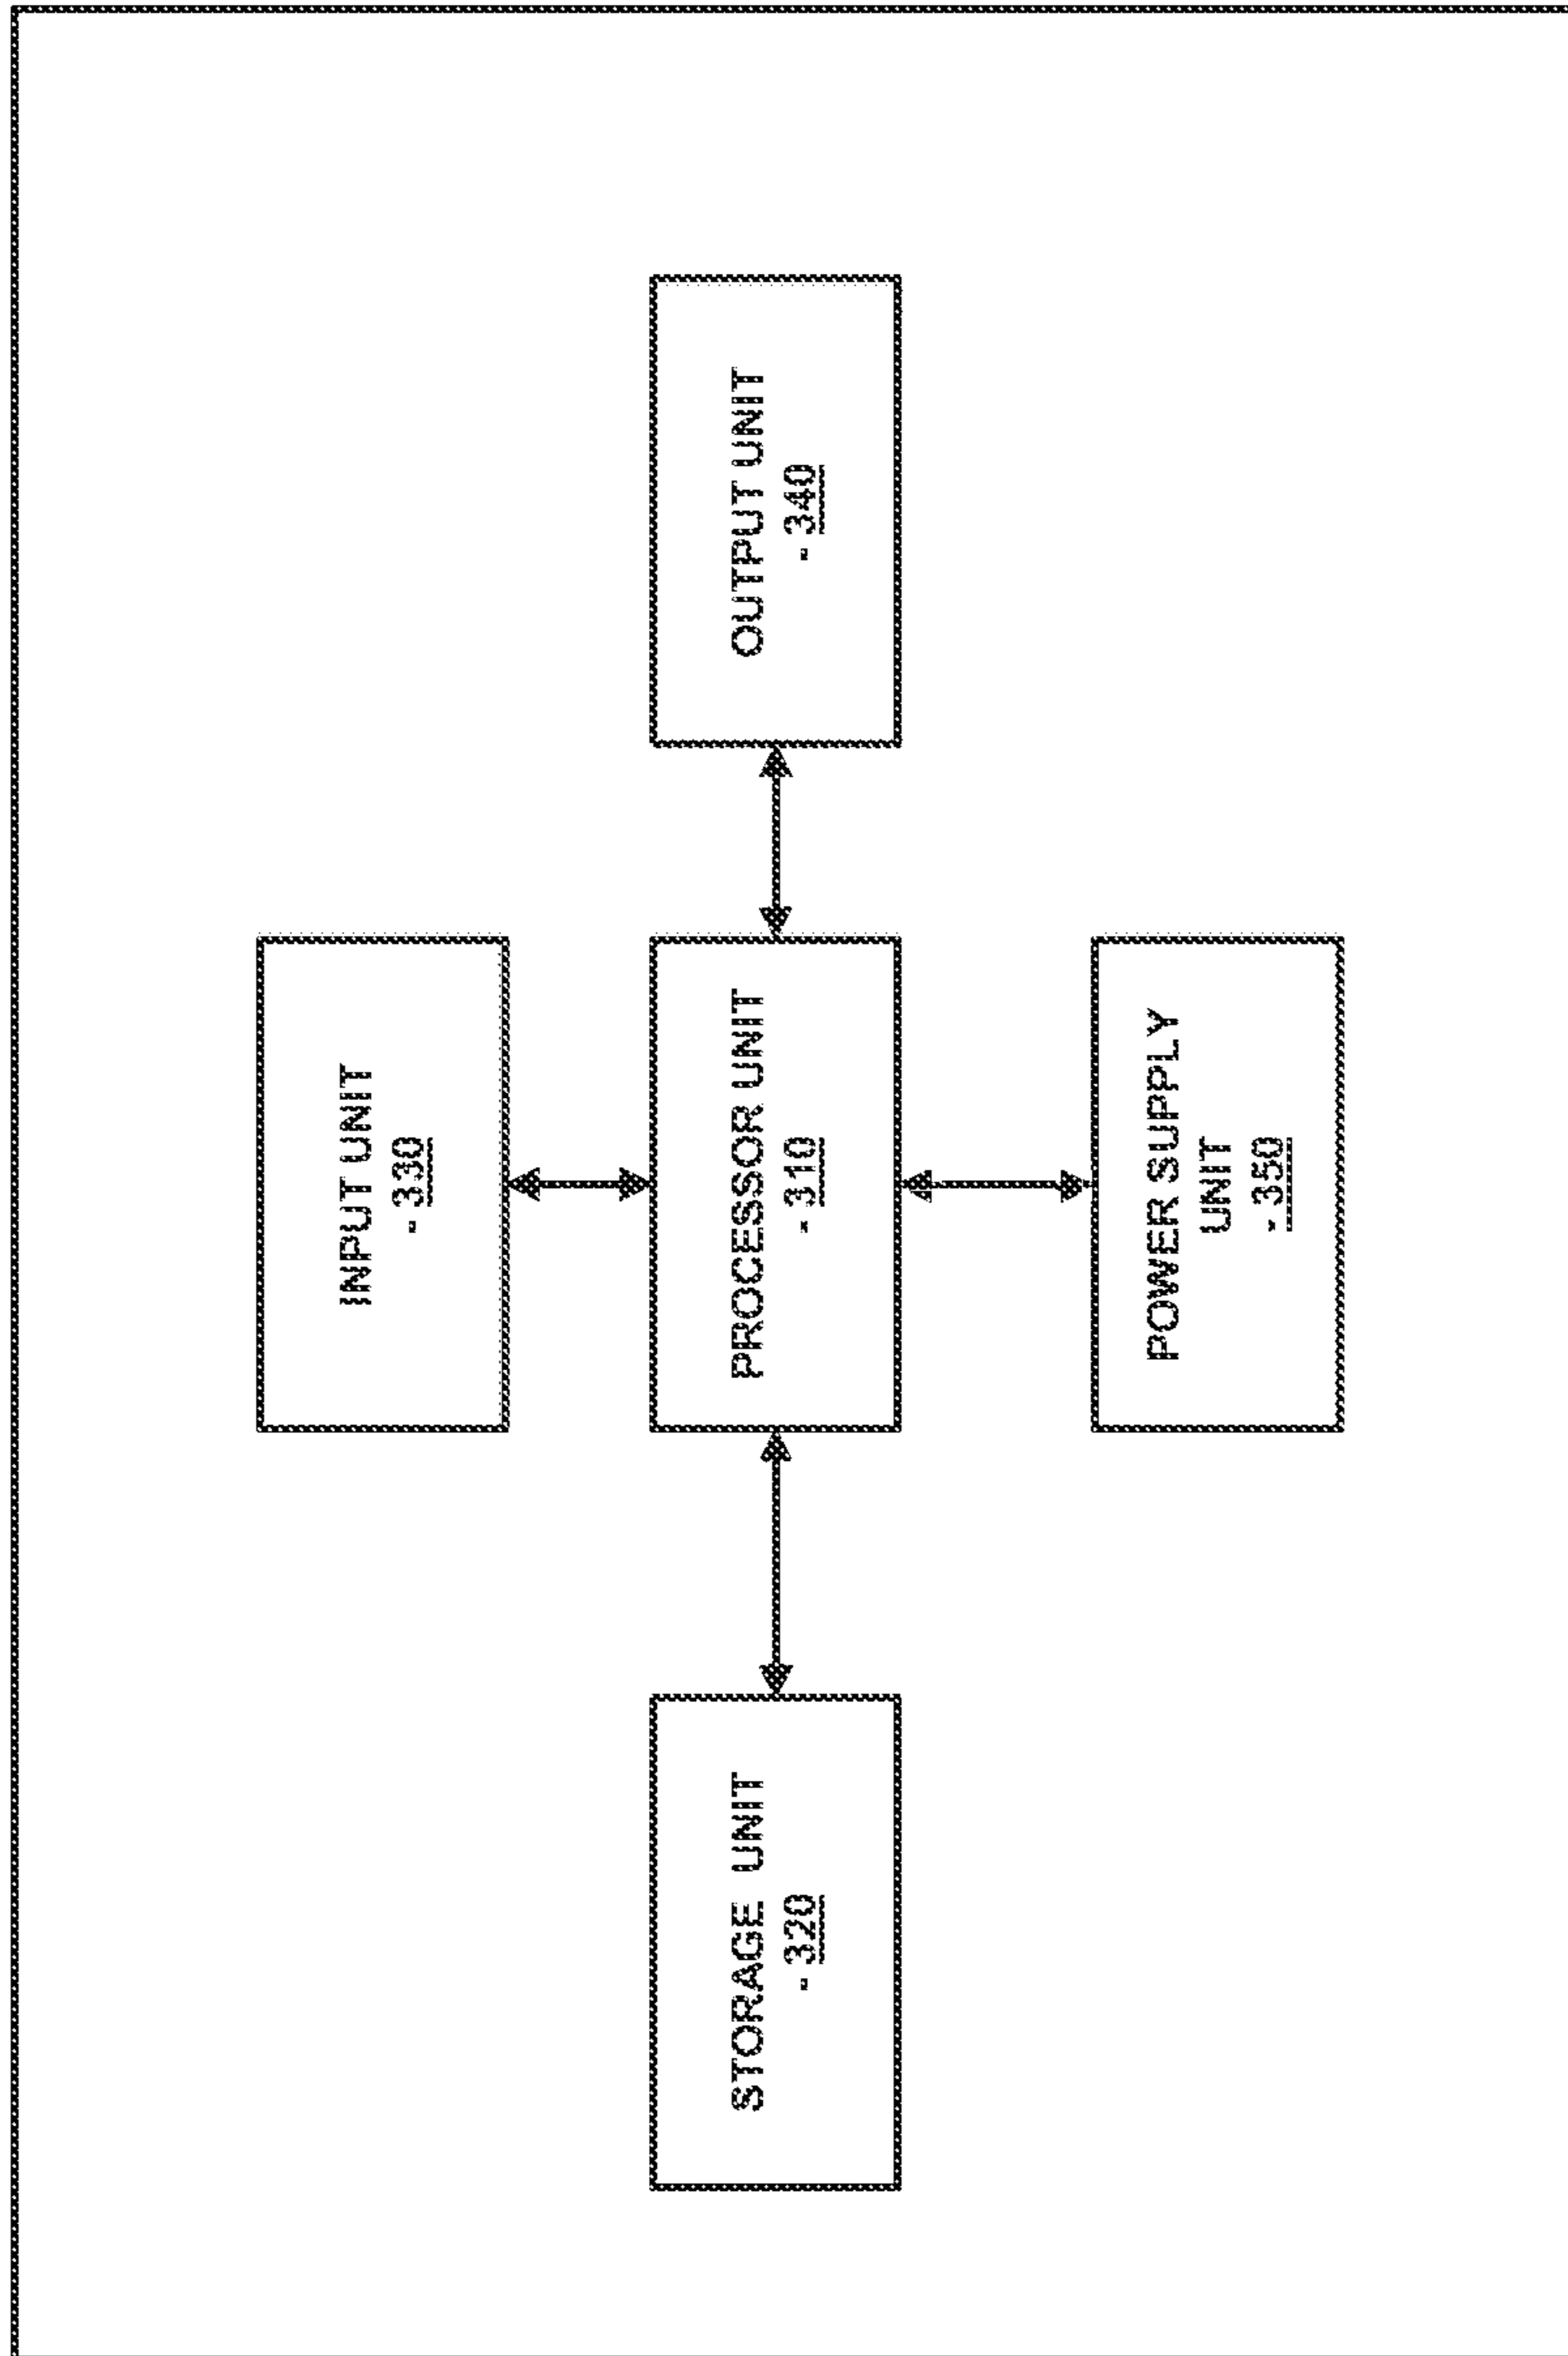 INPUT UNIT
- 330
STORAGE UNIT
- 320
PROCESSOR UNIT
- 310
OUTPUT UNIT
- 340
POWER SUPPLY
UNIT
- 350